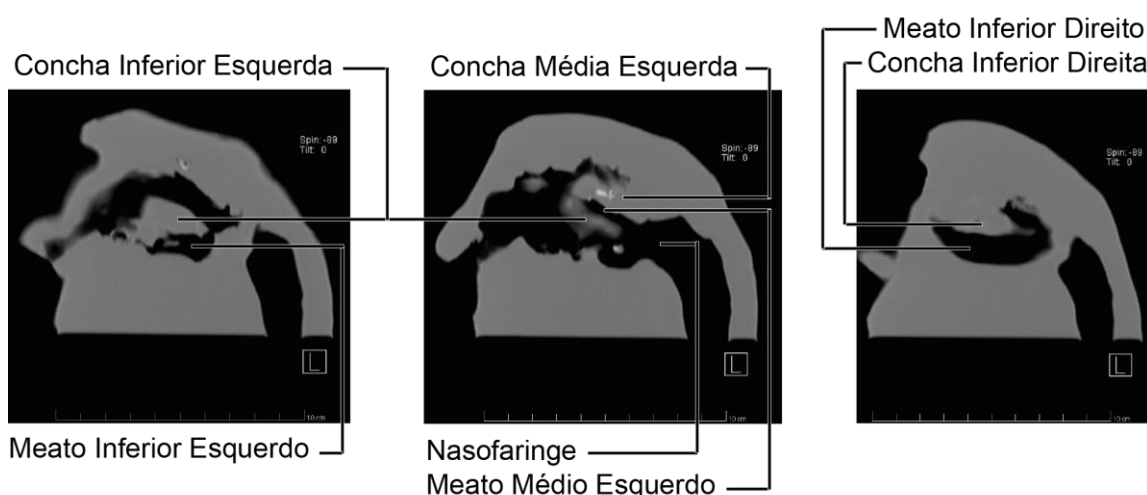 Meato Inferior Direito
Concha Inferior Esquerda
Concha Média Esquerda
Concha Inferior Direita
Spin: -89
Tilt: 0
Spin: -89
Tilt: 0
Spin: -89
Tilt: 0
L
L
L
10 cm
10 cm
10 cm
Meato Inferior Esquerdo
Nasofaringe
Meato Médio Esquerdo